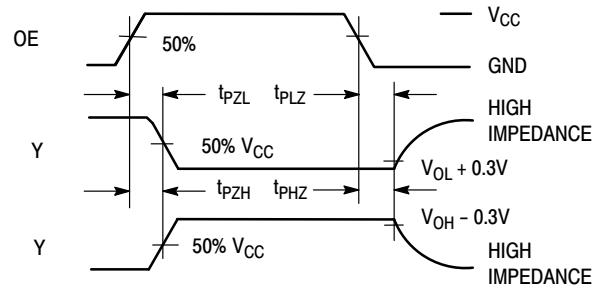 V_CC
OE
50%
GND
t_PZL t_PLZ
HIGH
IMPEDANCE
Y
50% V_CC
V_OL + 0.3V
t_PZH t_PHZ
V_OH − 0.3V
Y
50% V_CC
HIGH
IMPEDANCE